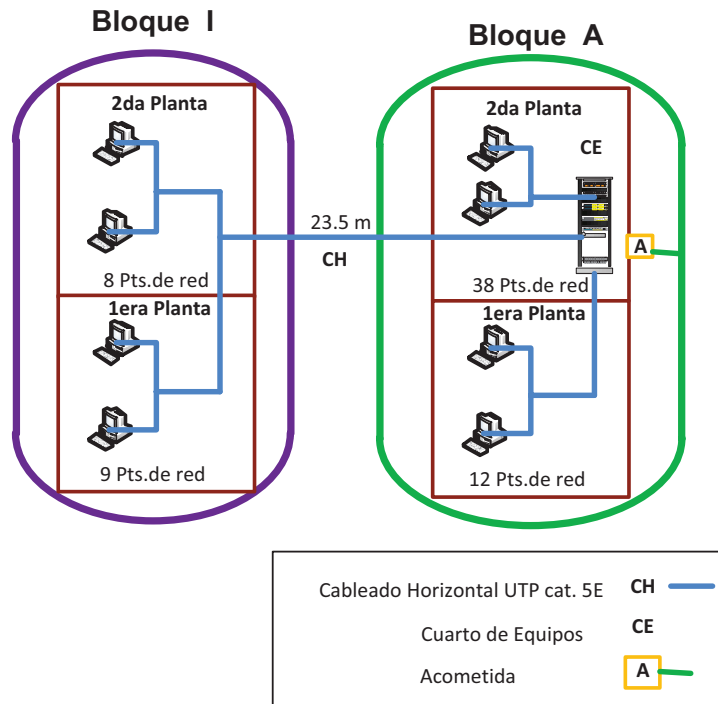 Bloque I
Bloque A
2da Planta
8 Pts.de red
1era Planta
9 Pts.de red
23.5 m
CH
2da Planta
CE
A
38 Pts.de red
1era Planta
12 Pts.de red
Cableado Horizontal UTP cat. 5E CH
Cuarto de Equipos CE
Acometida A